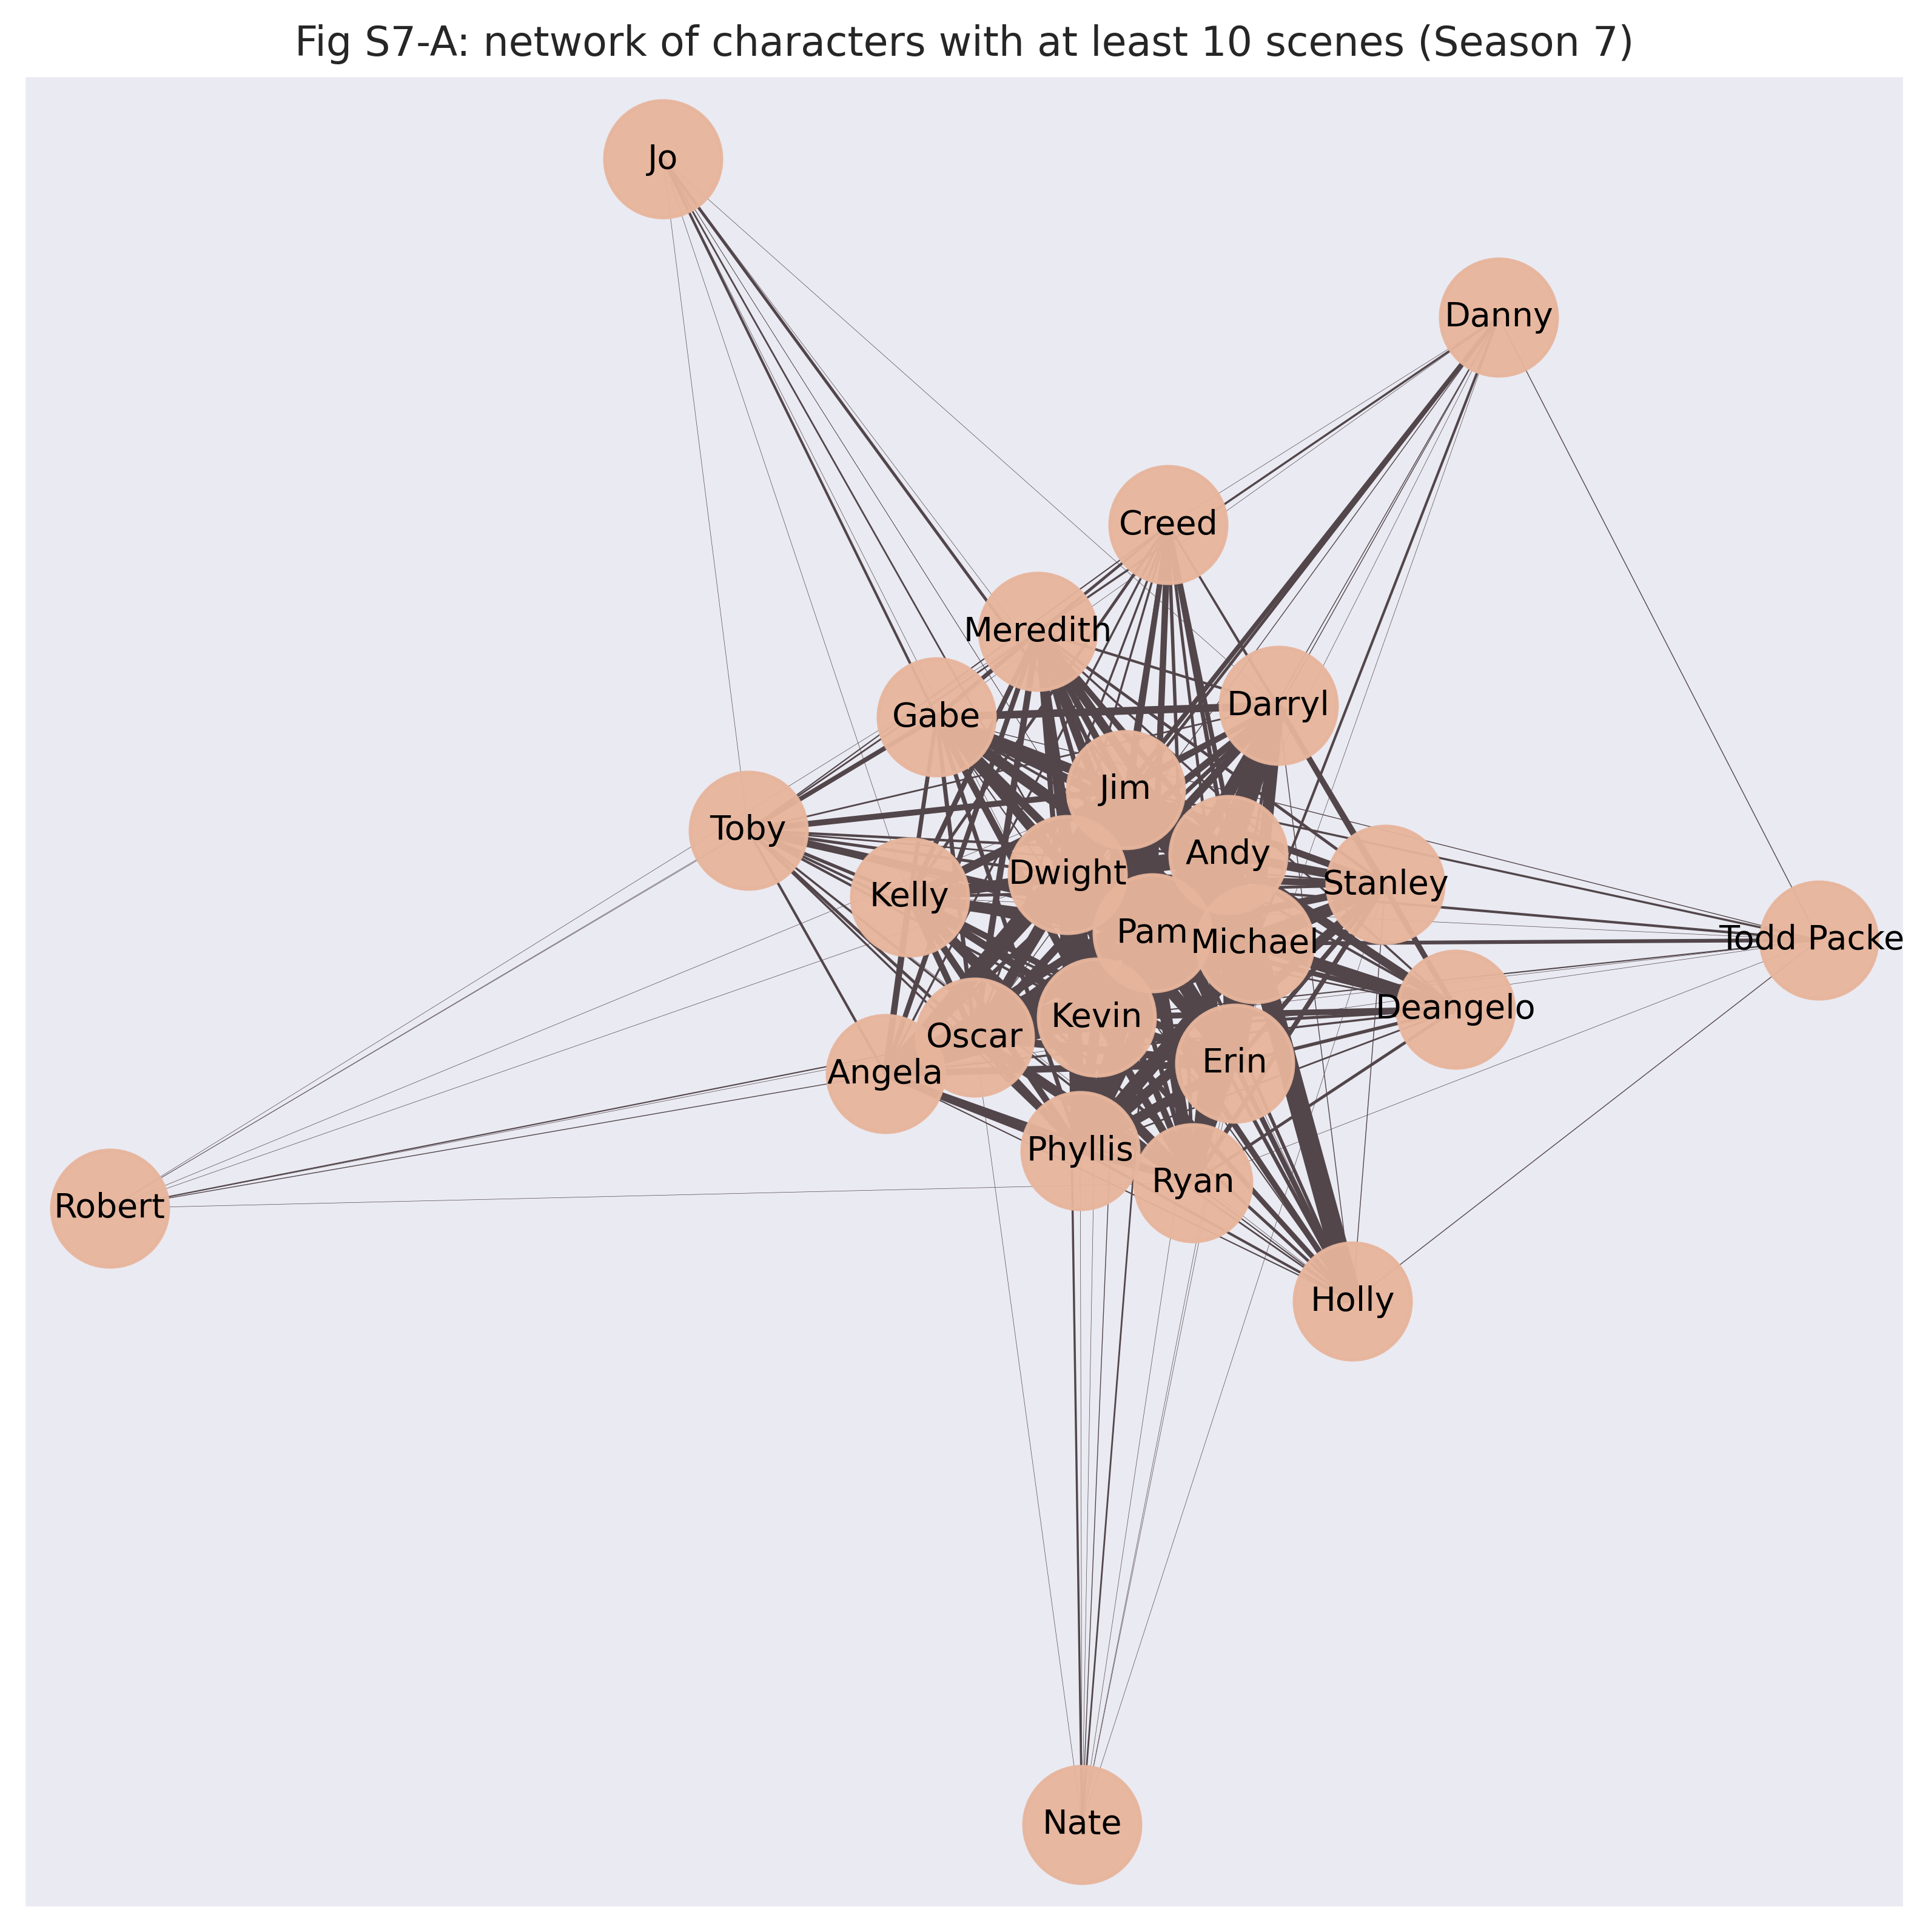 Fig S7-A: network of characters with at least 10 scenes (Season 7)
Jo
Danny
Creed
Meredith
Darryl
Gabe
Jim
Toby
Andy
Dwight
Stanley
Kelly
Pam
Michael
Todd Packe
Deangelo
Kevin
Oscar
Erin
Angela
Phyllis
Ryan
Robert
Holly
Nate